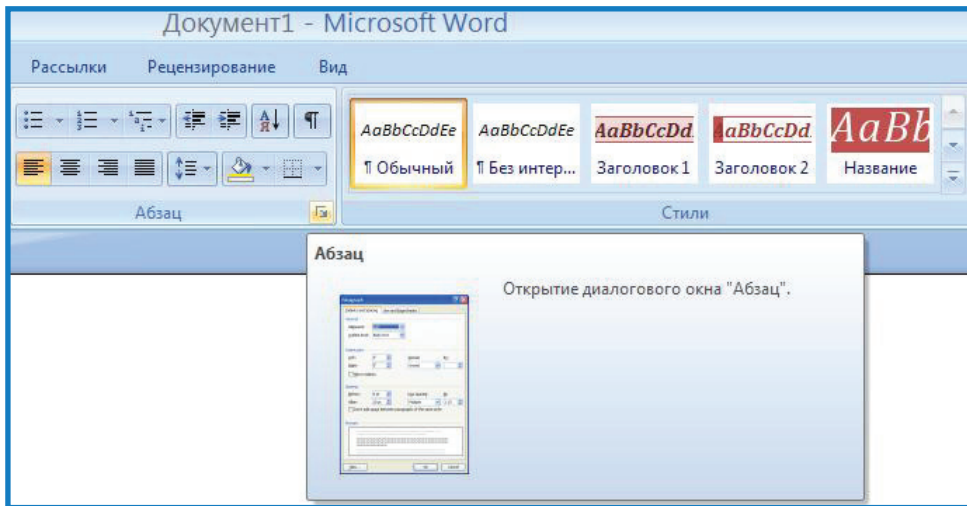 Документ1 - Microsoft Word
Рассылки Рецензирование Вид
AaBbCcDdEe AaBbCcDdEe AaBbCcDd AaBbCcDd AaBb
¶ Обычный ¶ Без интер... Заголовок 1 Заголовок 2 Название
Абзац Стили
Абзац
Открытие диалогового окна "Абзац".